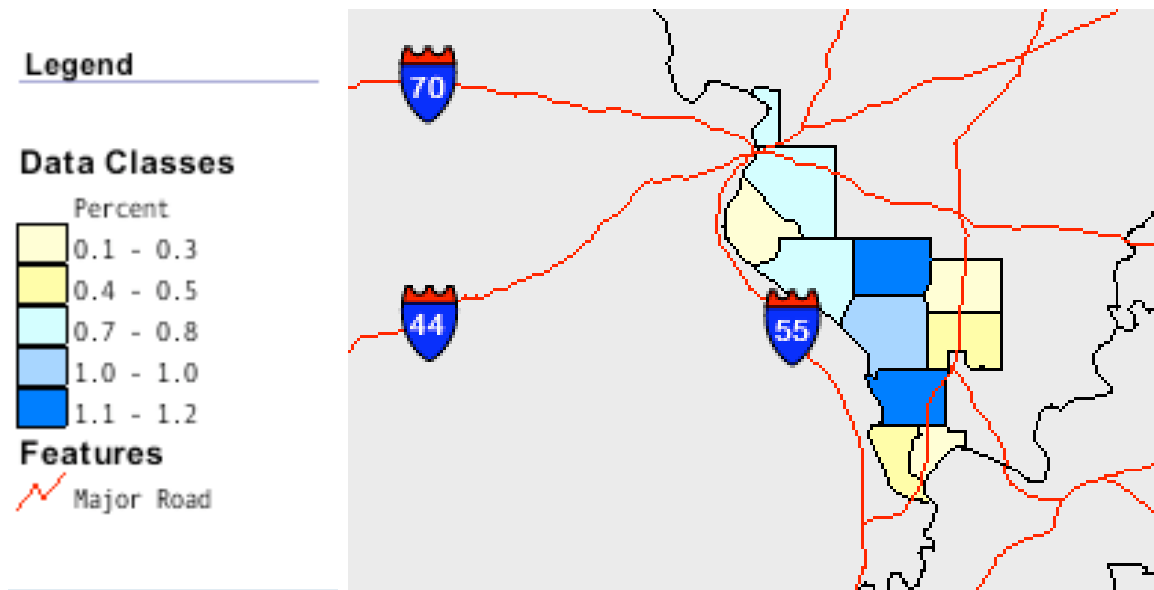 Legend
Data Classes
Percent
0.1 - 0.3
0.4 - 0.5
0.7 - 0.8
1.0 - 1.0
1.1 - 1.2
Features
Major Road
70
44
55